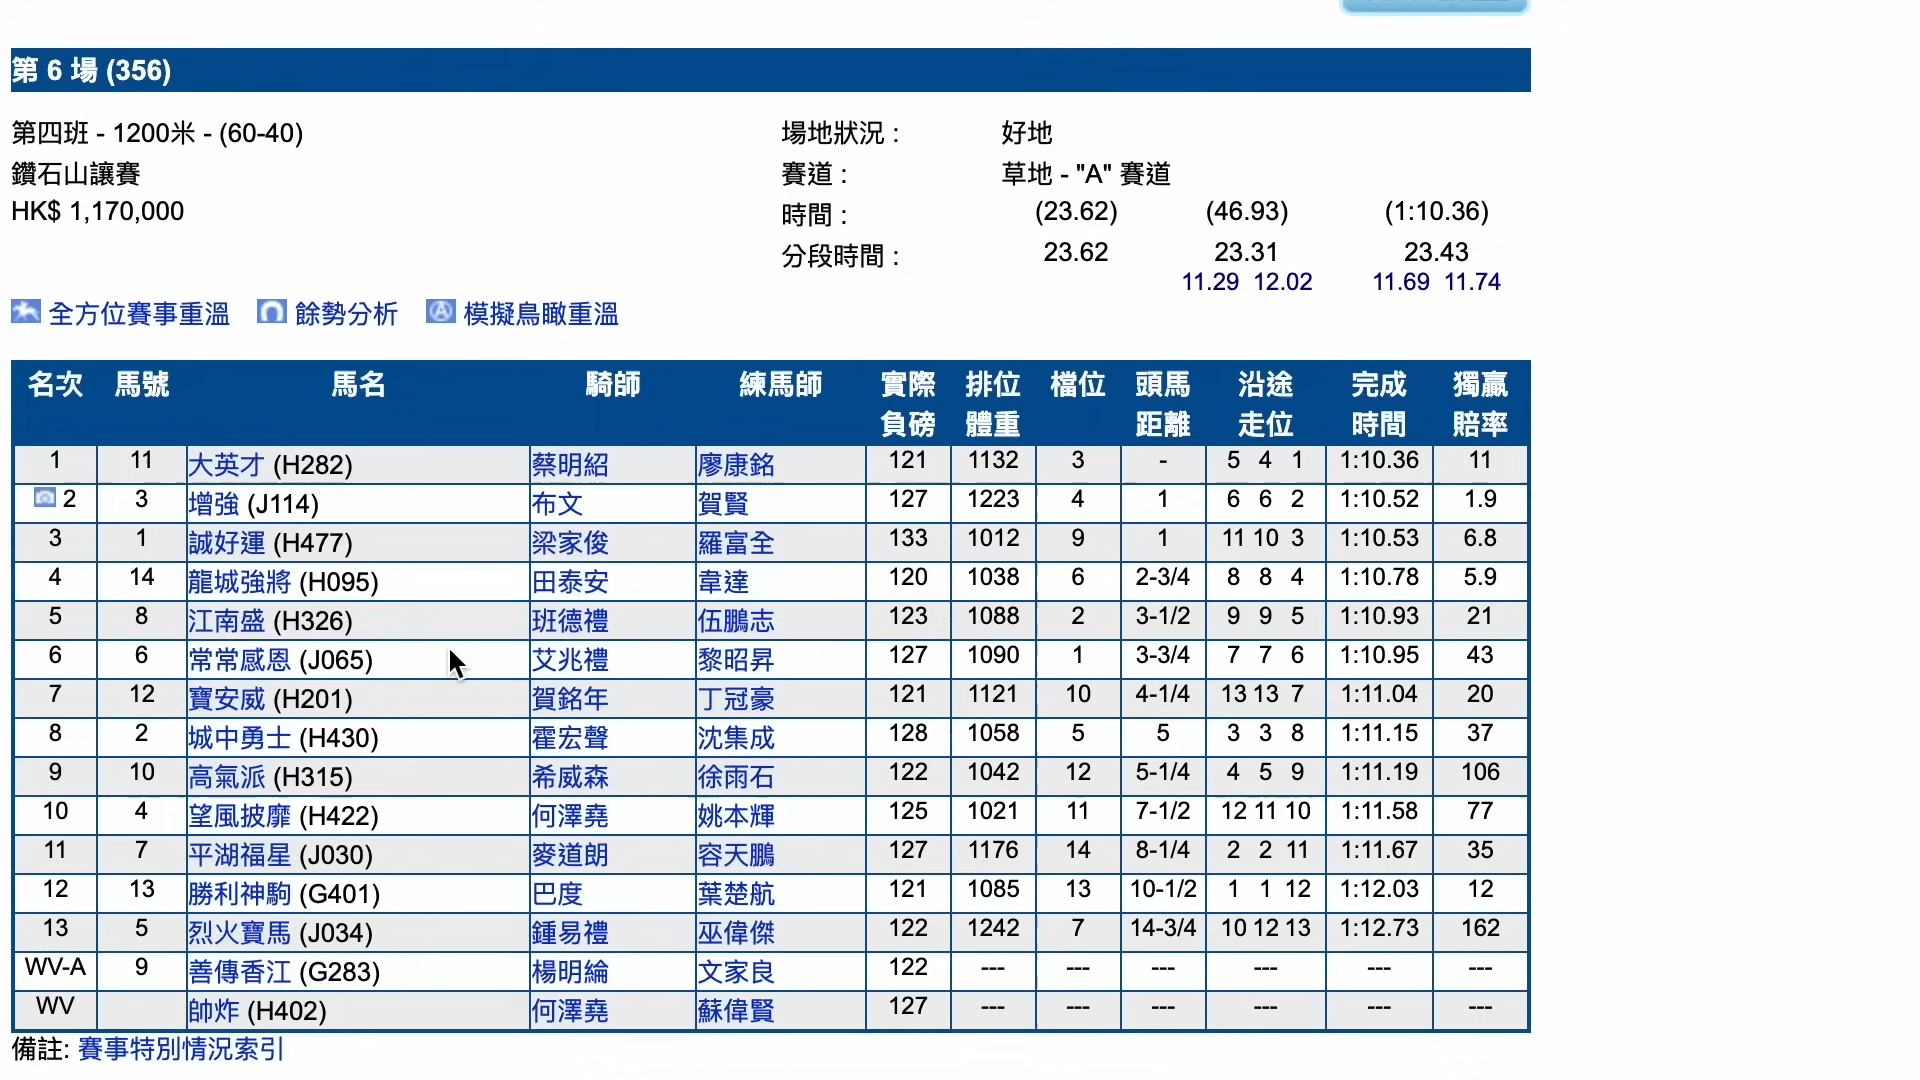 第 6 場 (356)
第四班 - 1200米 - (60-40) 場地狀況 : 好地
鑽石山讓賽 賽道 : 草地 - "A" 賽道
HK$ 1,170,000 時間 : (23.62) (46.93) (1:10.36)
分段時間 : 23.62 23.31 23.43
11.29 12.02 11.69 11.74
全方位賽事重溫 餘勢分析 模擬鳥瞰重溫
名次 馬號 馬名 騎師 練馬師 實際 排位 檔位 頭馬 沿途 完成 獨贏
負磅 體重 距離 走位 時間 賠率
1 11 大英才 (H282) 蔡明紹 廖康銘 121 1132 3 - 5 4 1 1:10.36 11
2 3 增強 (J114) 布文 賀賢 127 1223 4 1 6 6 2 1:10.52 1.9
3 1 誠好運 (H477) 梁家俊 羅富全 133 1012 9 1 11 10 3 1:10.53 6.8
4 14 龍城強將 (H095) 田泰安 韋達 120 1038 6 2-3/4 8 8 4 1:10.78 5.9
5 8 江南盛 (H326) 班德禮 伍鵬志 123 1088 2 3-1/2 9 9 5 1:10.93 21
6 6 常常感恩 (J065) 艾兆禮 黎昭昇 127 1090 1 3-3/4 7 7 6 1:10.95 43
7 12 寶安威 (H201) 賀銘年 丁冠豪 121 1121 10 4-1/4 13 13 7 1:11.04 20
8 2 城中勇士 (H430) 霍宏聲 沈集成 128 1058 5 5 3 3 8 1:11.15 37
9 10 高氣派 (H315) 希威森 徐雨石 122 1042 12 5-1/4 4 5 9 1:11.19 106
10 4 望風披靡 (H422) 何澤堯 姚本輝 125 1021 11 7-1/2 12 11 10 1:11.58 77
11 7 平湖福星 (J030) 麥道朗 容天鵬 127 1176 14 8-1/4 2 2 11 1:11.67 35
12 13 勝利神駒 (G401) 巴度 葉楚航 121 1085 13 10-1/2 1 1 12 1:12.03 12
13 5 烈火寶馬 (J034) 鍾易禮 巫偉傑 122 1242 7 14-3/4 10 12 13 1:12.73 162
WV-A 9 善傳香江 (G283) 楊明綸 文家良 122 --- --- --- --- --- ---
WV 帥炸 (H402) 何澤堯 蘇偉賢 127 --- --- --- --- --- ---
備註: 賽事特別情況索引